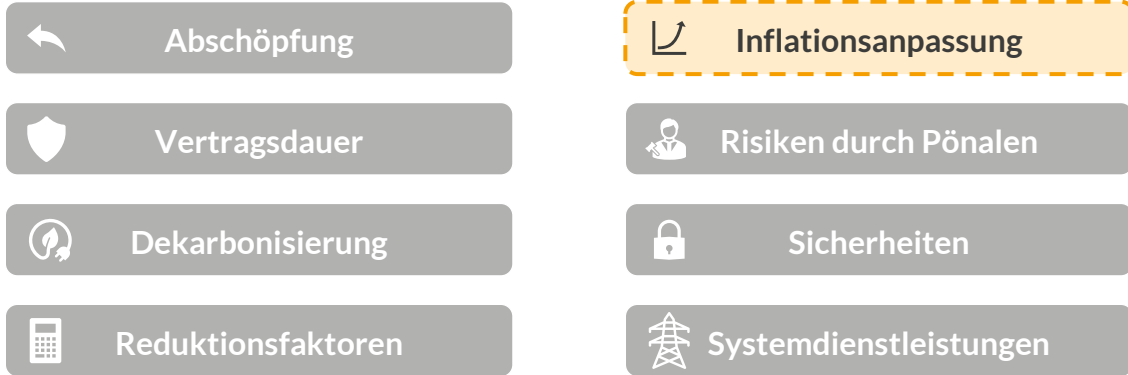 Abschöpfung
Inflationsanpassung
Vertragsdauer
Risiken durch Pönalen
Dekarbonisierung
Sicherheiten
Reduktionsfaktoren
Systemdienstleistungen